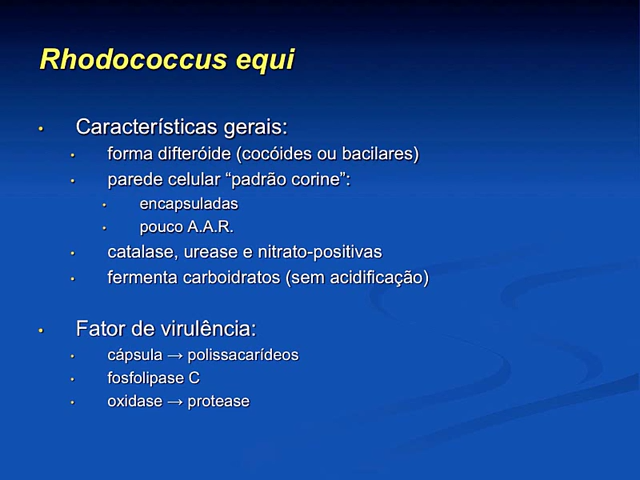 Rhodococcus equi
• Características gerais:
• forma difteróide (cocóides ou bacilares)
• parede celular “padrão corine”:
• encapsuladas
• pouco A.A.R.
• catalase, urease e nitrato-positivas
• fermenta carboidratos (sem acidificação)
• Fator de virulência:
• cápsula → polissacarídeos
• fosfolipase C
• oxidase → protease